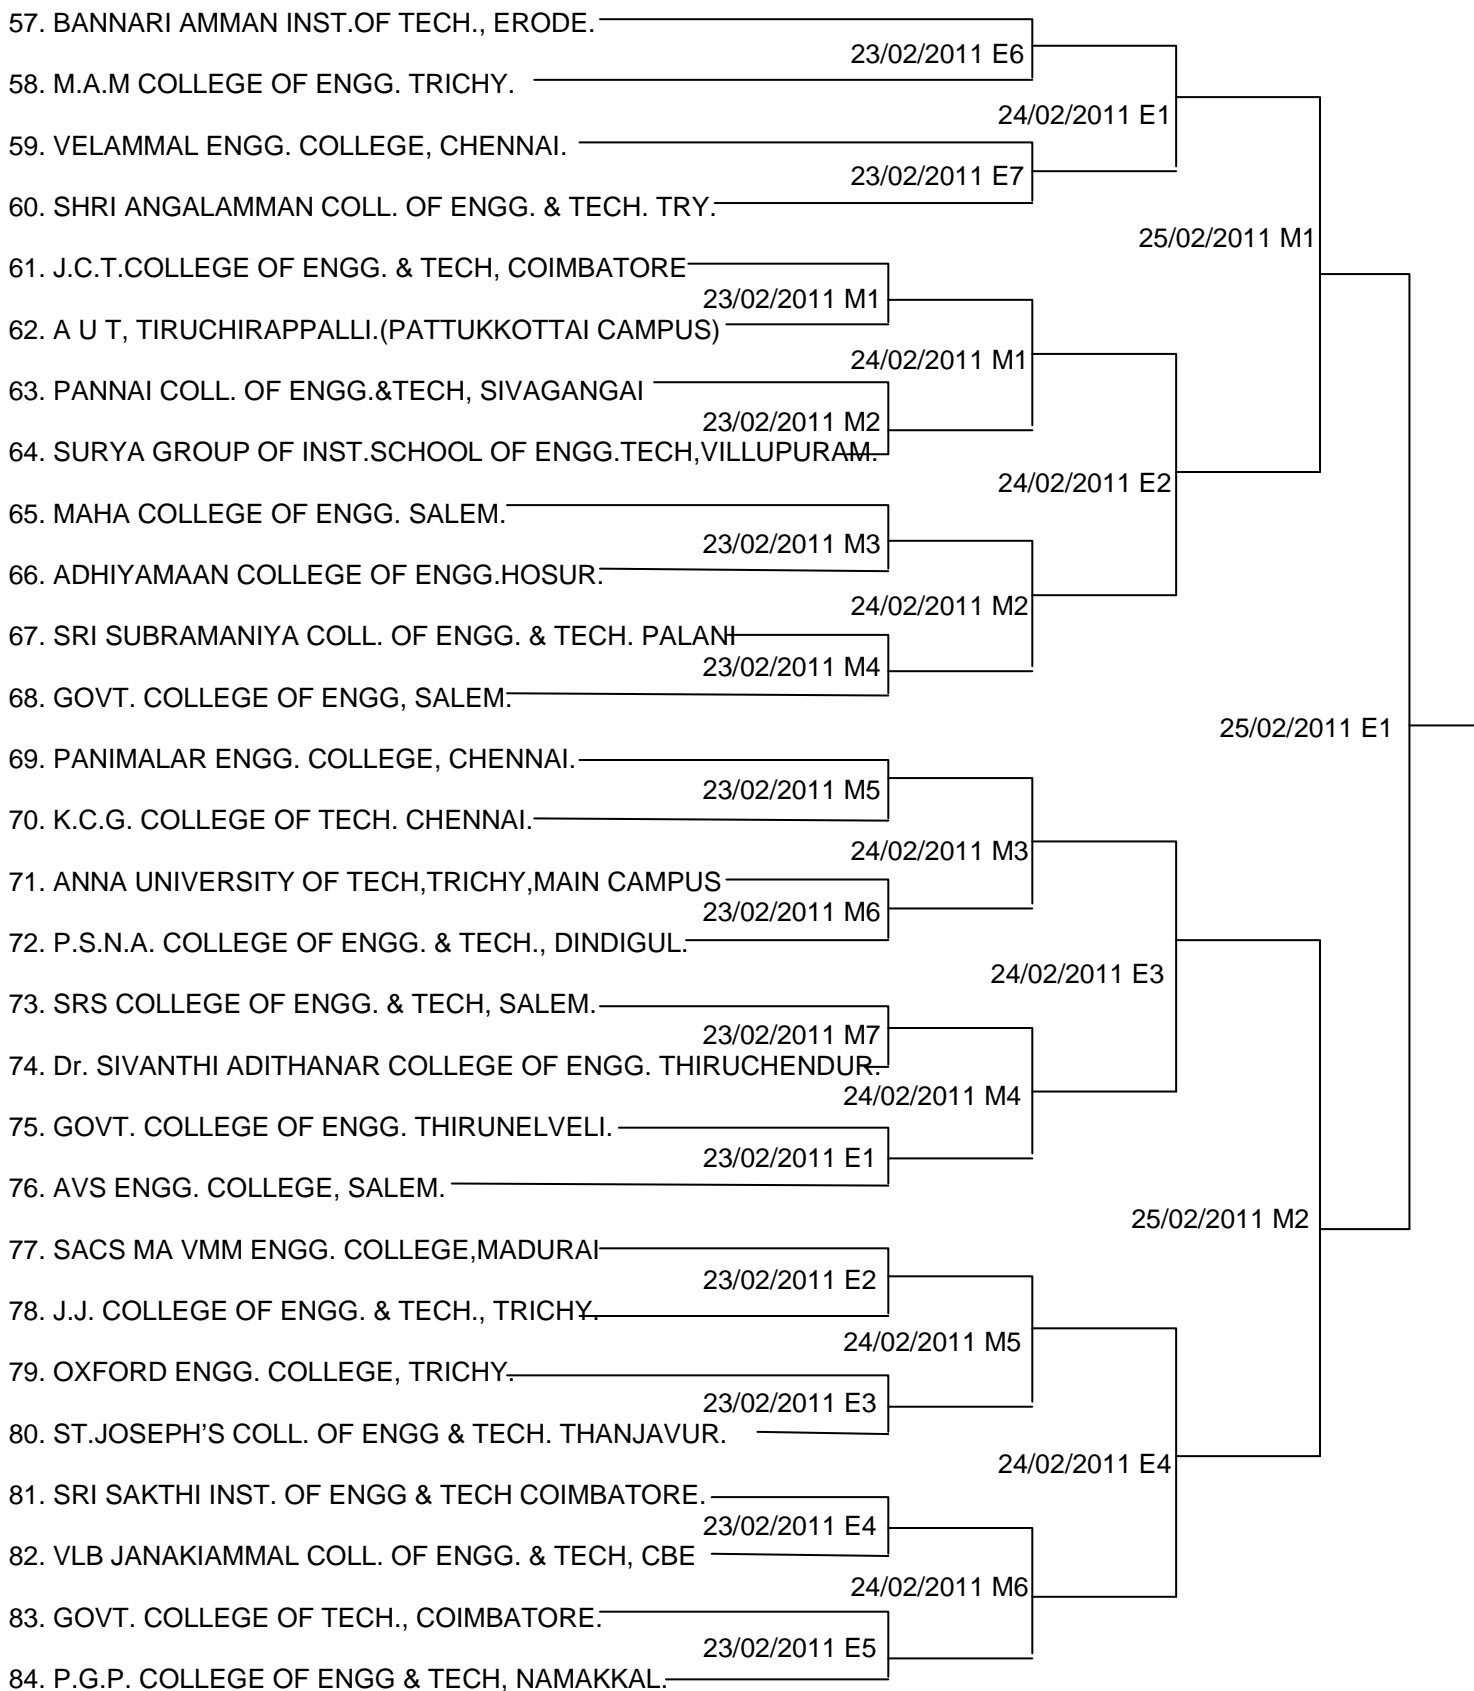 57. BANNARI AMMAN INST.OF TECH., ERODE.
23/02/2011 E6
58. M.A.M COLLEGE OF ENGG. TRICHY.
24/02/2011 E1
59. VELAMMAL ENGG. COLLEGE, CHENNAI.
23/02/2011 E7
60. SHRI ANGALAMMAN COLL. OF ENGG. & TECH. TRY.
25/02/2011 M1
61. J.C.T.COLLEGE OF ENGG. & TECH, COIMBATORE
23/02/2011 M1
62. A U T, TIRUCHIRAPPALLI.(PATTUKKOTTAI CAMPUS)
24/02/2011 M1
63. PANNAI COLL. OF ENGG.&TECH, SIVAGANGAI
23/02/2011 M2
64. SURYA GROUP OF INST.SCHOOL OF ENGG.TECH,VILLUPURAM.
24/02/2011 E2
65. MAHA COLLEGE OF ENGG. SALEM.
23/02/2011 M3
66. ADHIYAMAAN COLLEGE OF ENGG.HOSUR.
24/02/2011 M2
67. SRI SUBRAMANIYA COLL. OF ENGG. & TECH. PALANI
23/02/2011 M4
68. GOVT. COLLEGE OF ENGG, SALEM.
25/02/2011 E1
69. PANIMALAR ENGG. COLLEGE, CHENNAI.
23/02/2011 M5
70. K.C.G. COLLEGE OF TECH. CHENNAI.
24/02/2011 M3
71. ANNA UNIVERSITY OF TECH,TRICHY,MAIN CAMPUS
23/02/2011 M6
72. P.S.N.A. COLLEGE OF ENGG. & TECH., DINDIGUL.
24/02/2011 E3
73. SRS COLLEGE OF ENGG. & TECH, SALEM.
23/02/2011 M7
74. Dr. SIVANTHI ADITHANAR COLLEGE OF ENGG. THIRUCHENDUR.
24/02/2011 M4
75. GOVT. COLLEGE OF ENGG. THIRUNELVELI.
23/02/2011 E1
76. AVS ENGG. COLLEGE, SALEM.
25/02/2011 M2
77. SACS MA VMM ENGG. COLLEGE,MADURAI
23/02/2011 E2
78. J.J. COLLEGE OF ENGG. & TECH., TRICHY.
24/02/2011 M5
79. OXFORD ENGG. COLLEGE, TRICHY.
23/02/2011 E3
80. ST.JOSEPH'S COLL. OF ENGG & TECH. THANJAVUR.
24/02/2011 E4
81. SRI SAKTHI INST. OF ENGG & TECH COIMBATORE.
23/02/2011 E4
82. VLB JANAKIAMMAL COLL. OF ENGG. & TECH, CBE
24/02/2011 M6
83. GOVT. COLLEGE OF TECH., COIMBATORE.
23/02/2011 E5
84. P.G.P. COLLEGE OF ENGG & TECH, NAMAKKAL.